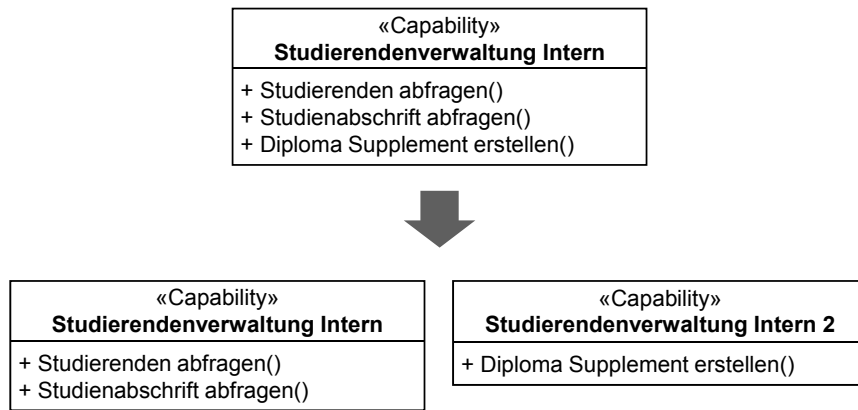 «Capability»
Studierendenverwaltung Intern
+ Studierenden abfragen()
+ Studienabschrift abfragen()
+ Diploma Supplement erstellen()
«Capability»
Studierendenverwaltung Intern
+ Studierenden abfragen()
+ Studienabschrift abfragen()
«Capability»
Studierendenverwaltung Intern 2
+ Diploma Supplement erstellen()